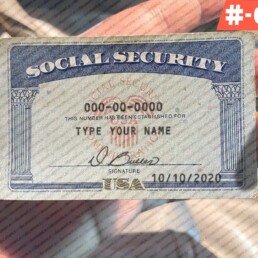 #-
SOCIAL SECURITY
000-00-0000
THIS NUMBER HAS BEEN ESTABLISHED FOR
TYPE YOUR NAME
SIGNATURE
10/10/2020
USA